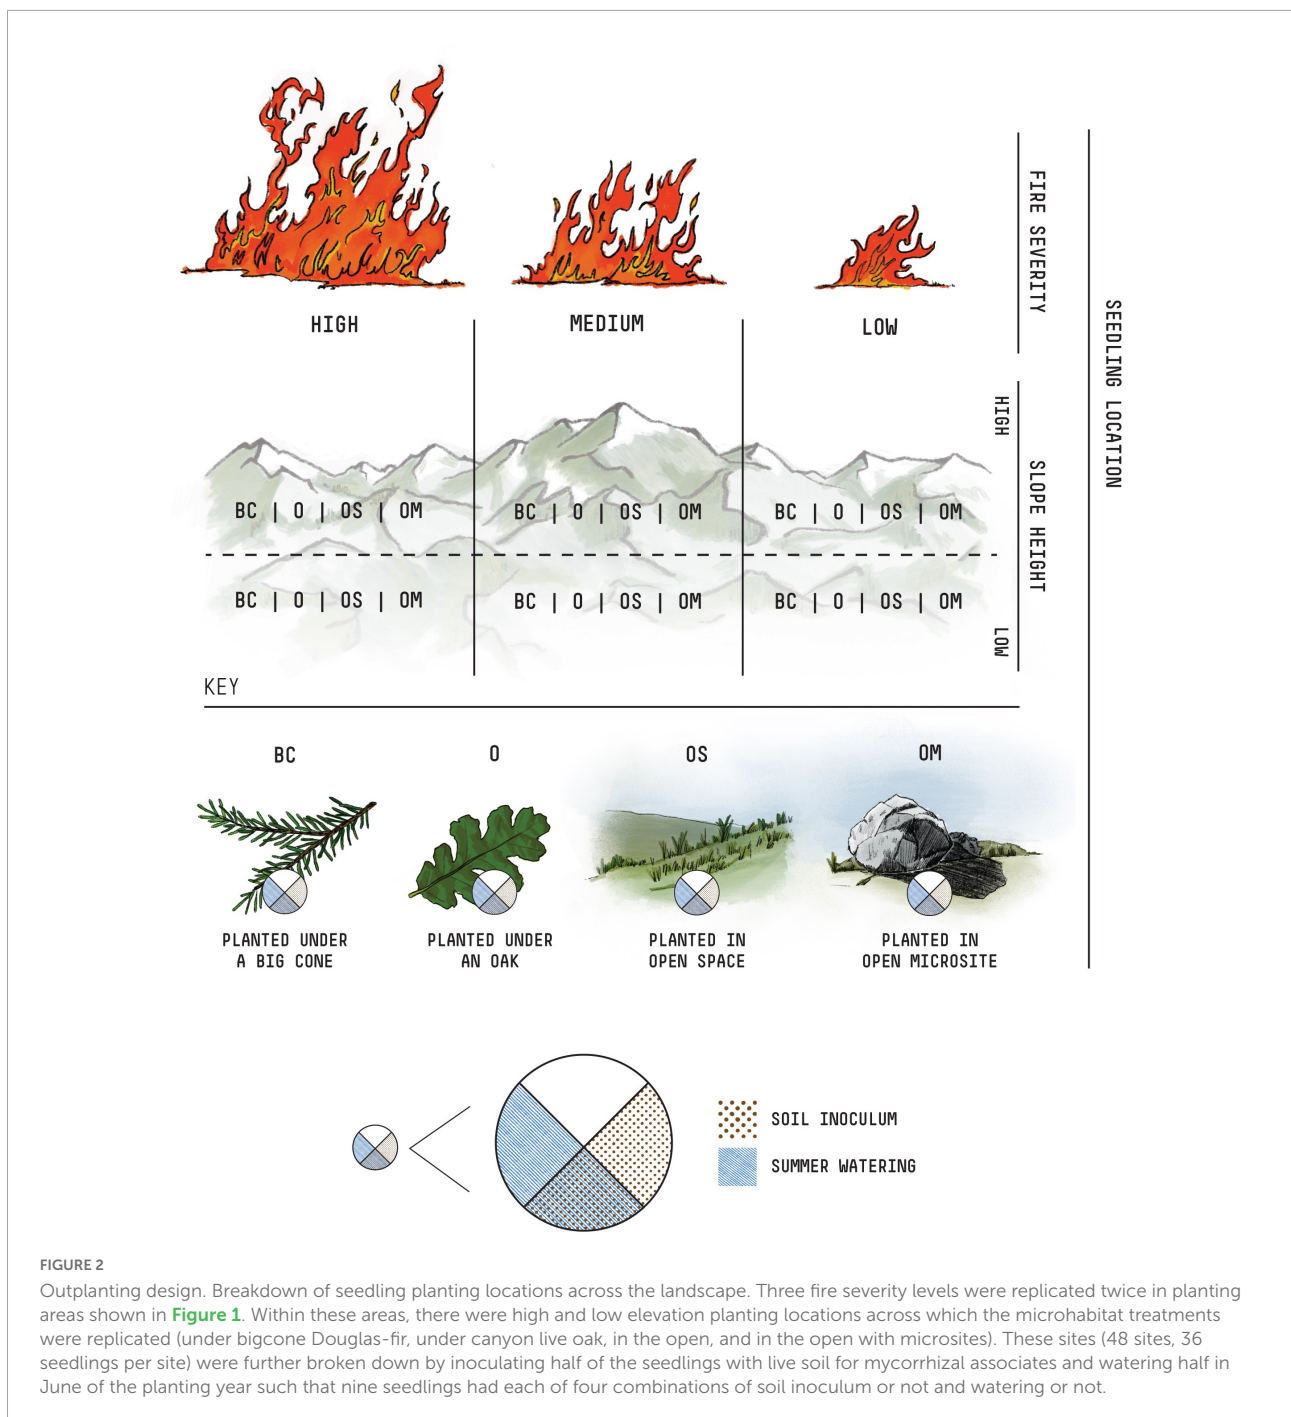 HIGH
MEDIUM
LOW
FIRE SEVERITY
HIGH
SLOPE HEIGHT
LOW
SEEDLING LOCATION
BC | O | OS | OM
BC | O | OS | OM
BC | O | OS | OM
BC | O | OS | OM
BC | O | OS | OM
BC | O | OS | OM
KEY
BC
O
OS
OM
PLANTED UNDER
A BIG CONE
PLANTED UNDER
AN OAK
PLANTED IN
OPEN SPACE
PLANTED IN
OPEN MICROSITE
SOIL INOCULUM
SUMMER WATERING
FIGURE 2
Outplanting design. Breakdown of seedling planting locations across the landscape. Three fire severity levels were replicated twice in planting
areas shown in Figure 1. Within these areas, there were high and low elevation planting locations across which the microhabitat treatments
were replicated (under bigcone Douglas-fir, under canyon live oak, in the open, and in the open with microsites). These sites (48 sites, 36
seedlings per site) were further broken down by inoculating half of the seedlings with live soil for mycorrhizal associates and watering half in
June of the planting year such that nine seedlings had each of four combinations of soil inoculum or not and watering or not.